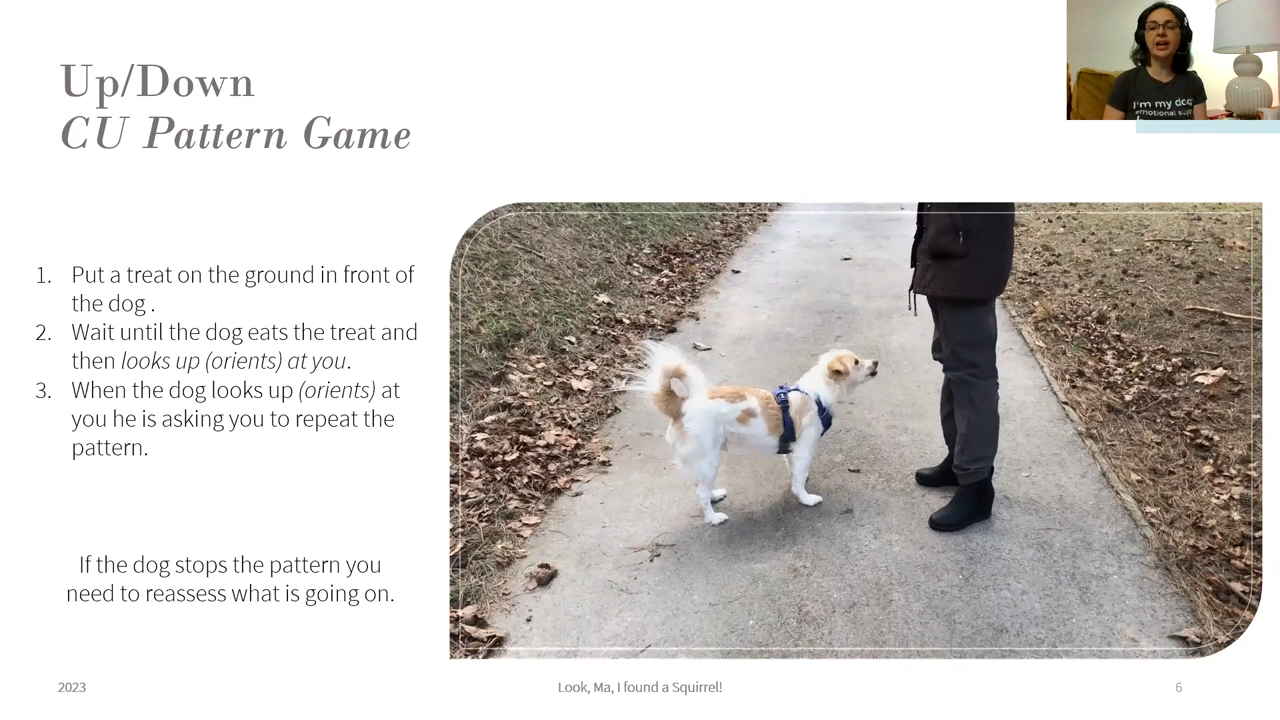 Up/Down
CU Pattern Game
I'm my dog
emotional
1. Put a treat on the ground in front of
the dog .
2. Wait until the dog eats the treat and
then looks up (orients) at you.
3. When the dog looks up (orients) at
you he is asking you to repeat the
pattern.
If the dog stops the pattern you
need to reassess what is going on.
2023
Look, Ma, I found a Squirrel!
6